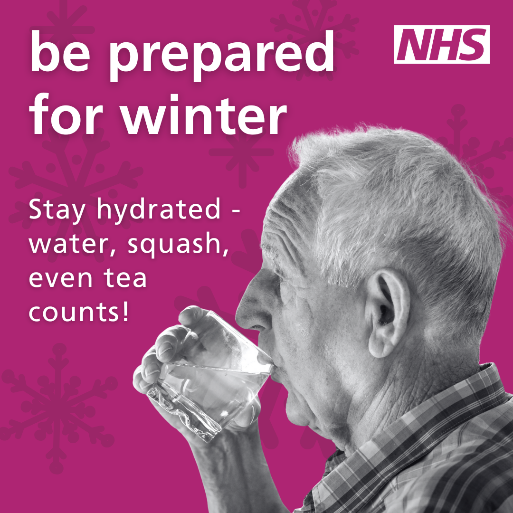 be prepared
for winter
NHS
Stay hydrated -
water, squash,
even tea
counts!